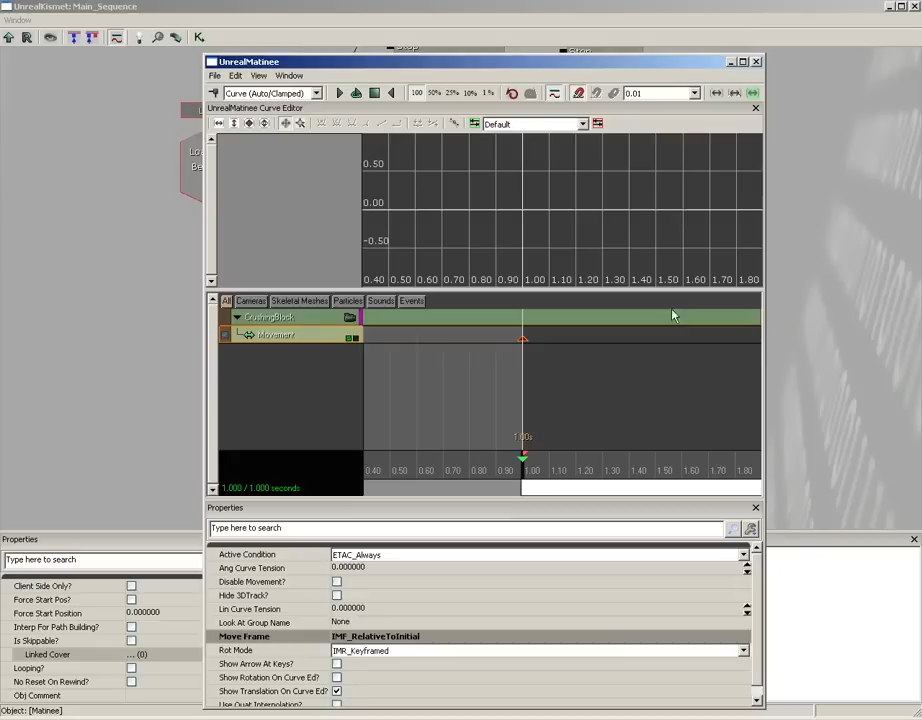 UnrealKismet: Main_Sequence
Window
UnrealMatinee
File Edit View Window
Curve (Auto/Clamped) 100 50% 25% 10% 1% 0.01
UnrealMatinee Curve Editor
Default
0.50
0.00
-0.50
0.40 0.50 0.60 0.70 0.80 0.90 1.00 1.10 1.20 1.30 1.40 1.50 1.60 1.70 1.80
All Cameras Skeletal Meshes Particles Sounds Events
CrushingBlock
Movement
1.00s
0.40 0.50 0.60 0.70 0.80 0.90 1.00 1.10 1.20 1.30 1.40 1.50 1.60 1.70 1.80
1.000 / 1.000 seconds
Properties
Type here to search
Active Condition ETAC_Always
Ang Curve Tension 0.000000
Disable Movement?
Hide 3DTrack?
Lin Curve Tension 0.000000
Look At Group Name None
Move Frame IMF_RelativeToInitial
Rot Mode IMR_Keyframed
Show Arrow At Keys?
Show Rotation On Curve Ed?
Show Translation On Curve Ed?
Use Quat Interpolation?
Properties
Type here to search
Client Side Only?
Force Start Pos?
Force Start Position 0.000000
Interp For Path Building?
Is Skippable?
Linked Cover ... (0)
Looping?
No Reset On Rewind?
Obj Comment
Object: [Matinee]